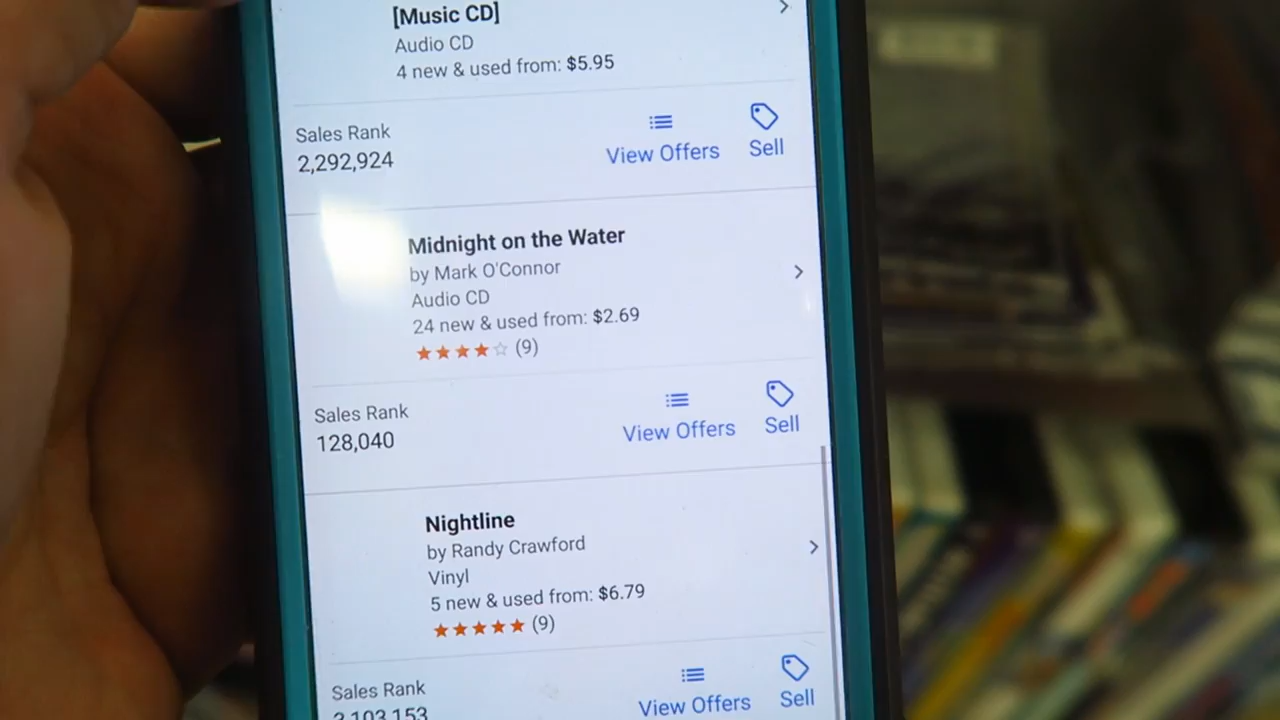 [Music CD]
Audio CD
4 new & used from: $5.95
Sales Rank
2,292,924
View Offers
Sell
Midnight on the Water
by Mark O'Connor
Audio CD
24 new & used from: $2.69
(9)
Sales Rank
128,040
View Offers
Sell
Nightline
by Randy Crawford
Vinyl
5 new & used from: $6.79
(9)
Sales Rank
2,103,153
View Offers
Sell